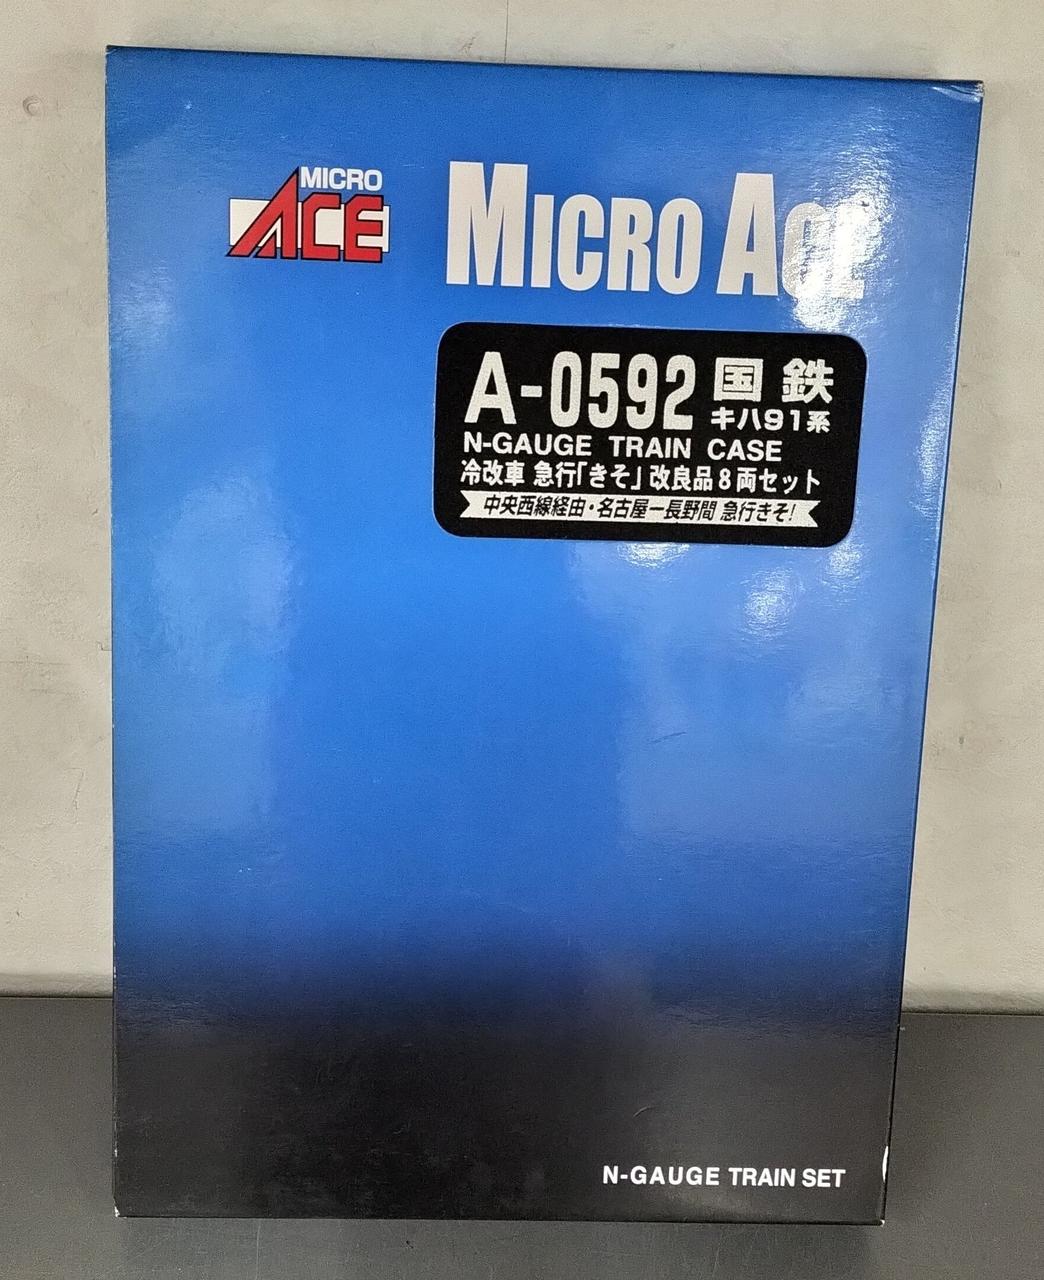 MICRO
ACE
MICRO ACE
A-0592 国鉄
キハ91系
N-GAUGE TRAIN CASE
冷改車 急行「きそ」改良品8両セット
中央西線経由・名古屋ー長野間 急行きそ!
N-GAUGE TRAIN SET